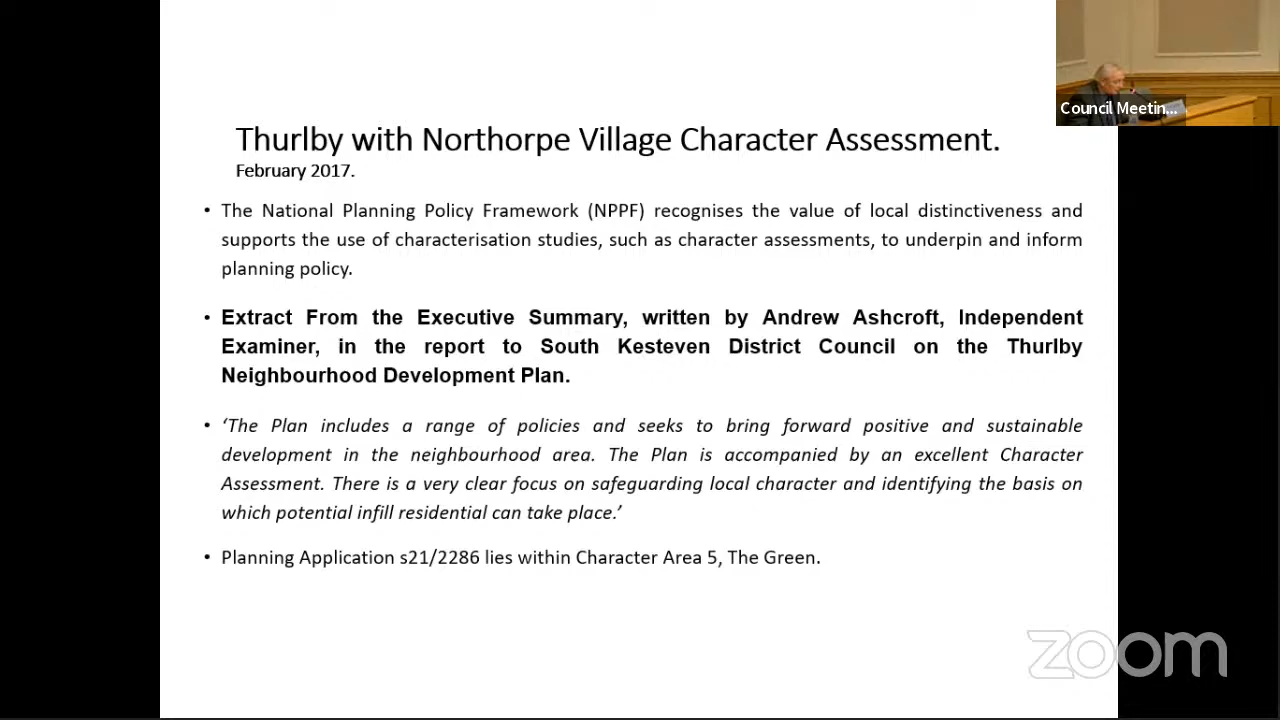 Council Meetin...
Thurlby with Northorpe Village Character Assessment.
February 2017.
• The National Planning Policy Framework (NPPF) recognises the value of local distinctiveness and
supports the use of characterisation studies, such as character assessments, to underpin and inform
planning policy.
• Extract From the Executive Summary, written by Andrew Ashcroft, Independent
Examiner, in the report to South Kesteven District Council on the Thurlby
Neighbourhood Development Plan.
• ‘The Plan includes a range of policies and seeks to bring forward positive and sustainable
development in the neighbourhood area. The Plan is accompanied by an excellent Character
Assessment. There is a very clear focus on safeguarding local character and identifying the basis on
which potential infill residential can take place.’
• Planning Application s21/2286 lies within Character Area 5, The Green.
zoom